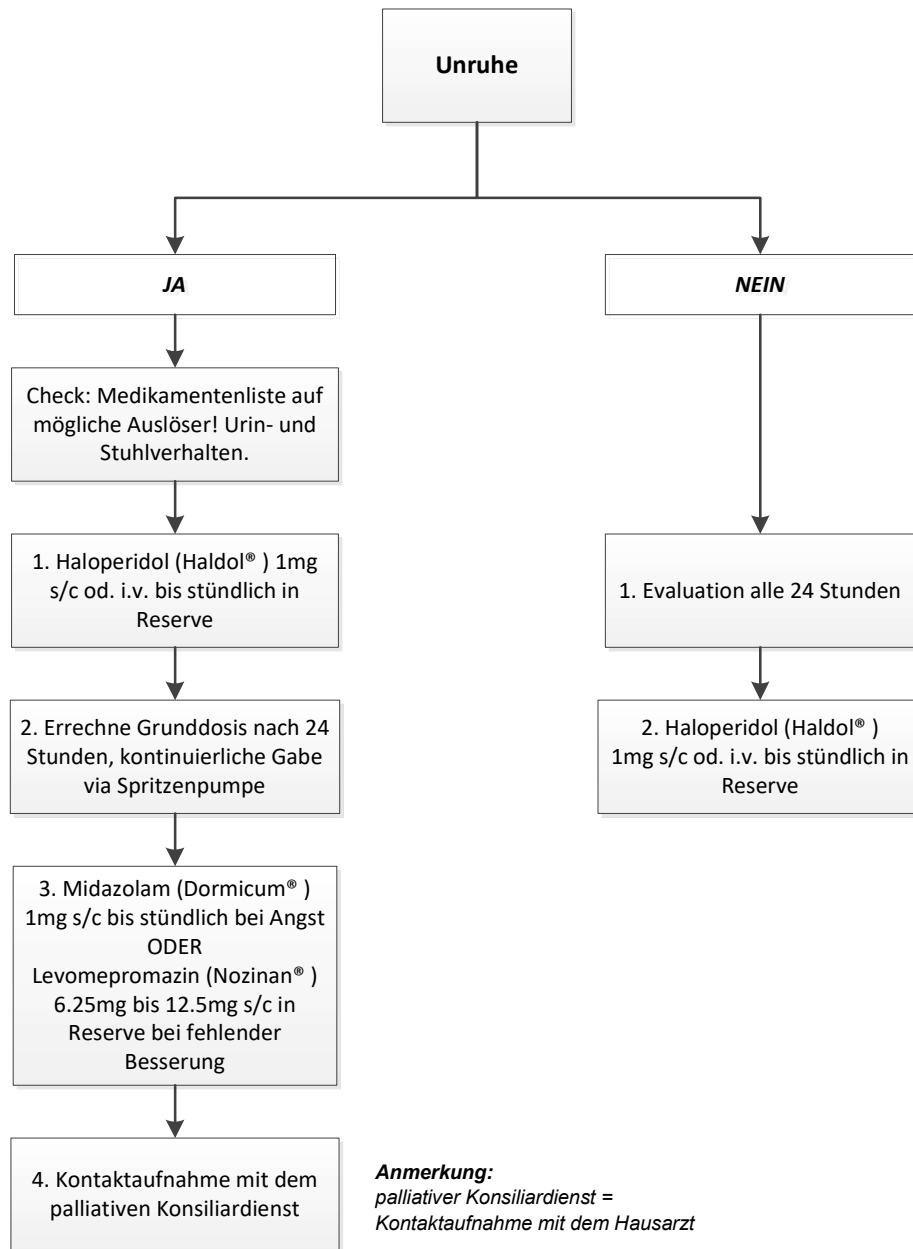 Unruhe
JA
Check: Medikamentenliste auf
mögliche Auslöser! Urin- und
Stuhlverhalten.
1. Haloperidol (Haldol® ) 1mg
s/c od. i.v. bis stündlich in
Reserve
2. Errechne Grunddosis nach 24
Stunden, kontinuierliche Gabe
via Spritzenpumpe
3. Midazolam (Dormicum® )
1mg s/c bis stündlich bei Angst
ODER
Levomepromazin (Nozinan® )
6.25mg bis 12.5mg s/c in
Reserve bei fehlender
Besserung
4. Kontaktaufnahme mit dem
palliativen Konsiliardienst
NEIN
1. Evaluation alle 24 Stunden
2. Haloperidol (Haldol® )
1mg s/c od. i.v. bis stündlich in
Reserve
Anmerkung:
palliativer Konsiliardienst =
Kontaktaufnahme mit dem Hausarzt